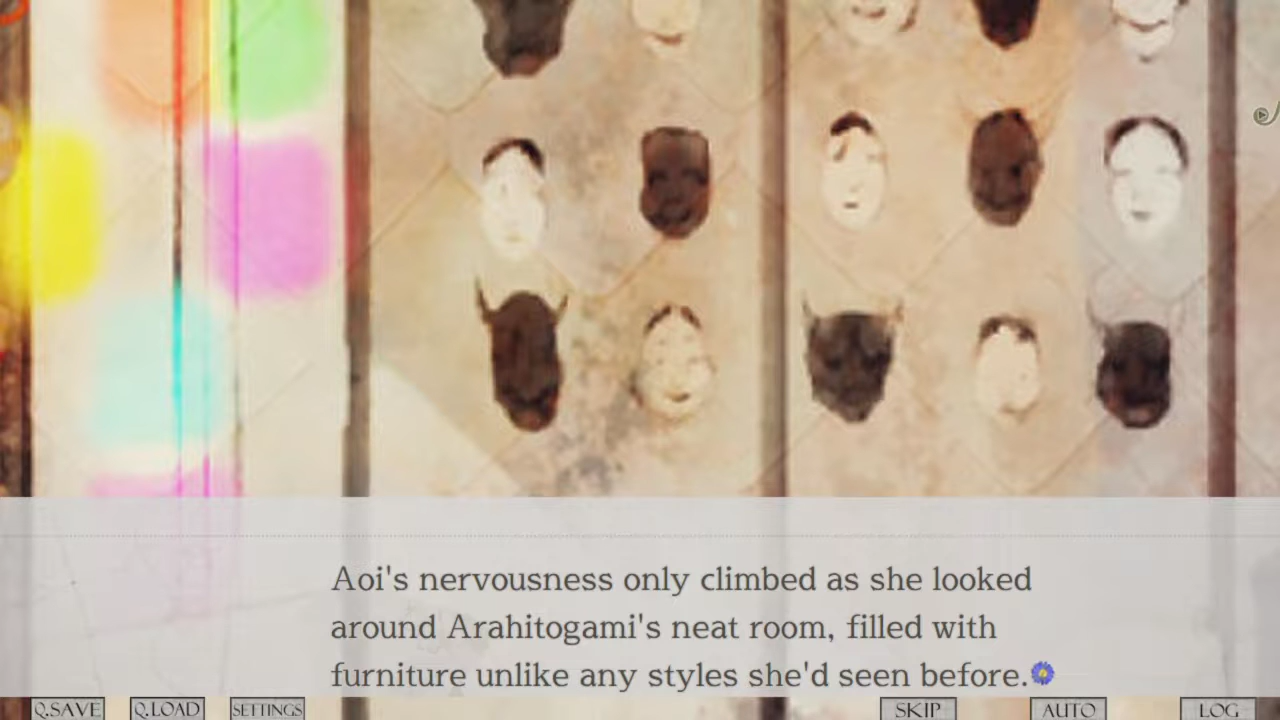 Aoi's nervousness only climbed as she looked
around Arahitogami's neat room, filled with
furniture unlike any styles she'd seen before.
Q.SAVE Q.LOAD SETTINGS SKIP AUTO LOG